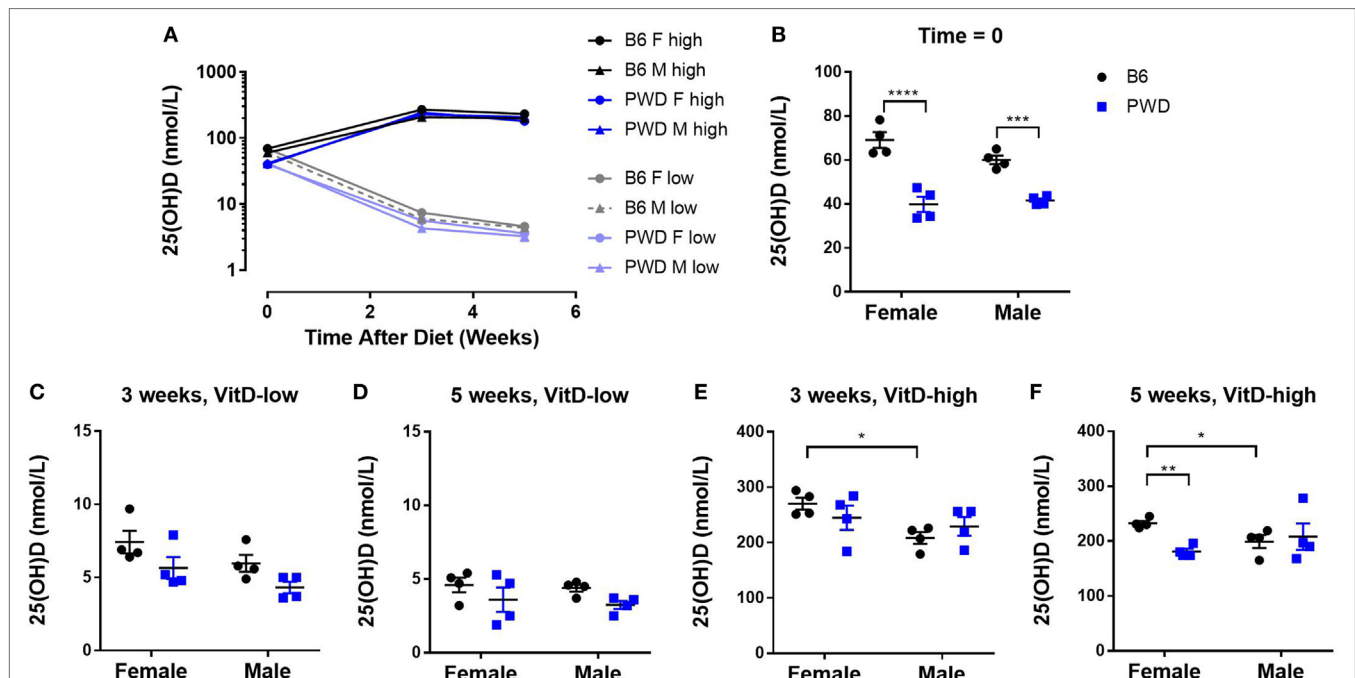 A
25(OH)D (nmol/L)
1000
100
10
1
0
2
4
6
Time After Diet (Weeks)
B6 F high
B6 M high
PWD F high
PWD M high
B6 F low
B6 M low
PWD F low
PWD M low
B
Time = 0
25(OH)D (nmol/L)
100
80
60
40
20
0
****
***
Female
Male
B6
PWD
C
3 weeks, VitD-low
25(OH)D (nmol/L)
15
10
5
0
Female
Male
D
5 weeks, VitD-low
25(OH)D (nmol/L)
15
10
5
0
Female
Male
E
3 weeks, VitD-high
25(OH)D (nmol/L)
400
300
200
100
0
*
Female
Male
F
5 weeks, VitD-high
25(OH)D (nmol/L)
400
300
200
100
0
*
**
Female
Male